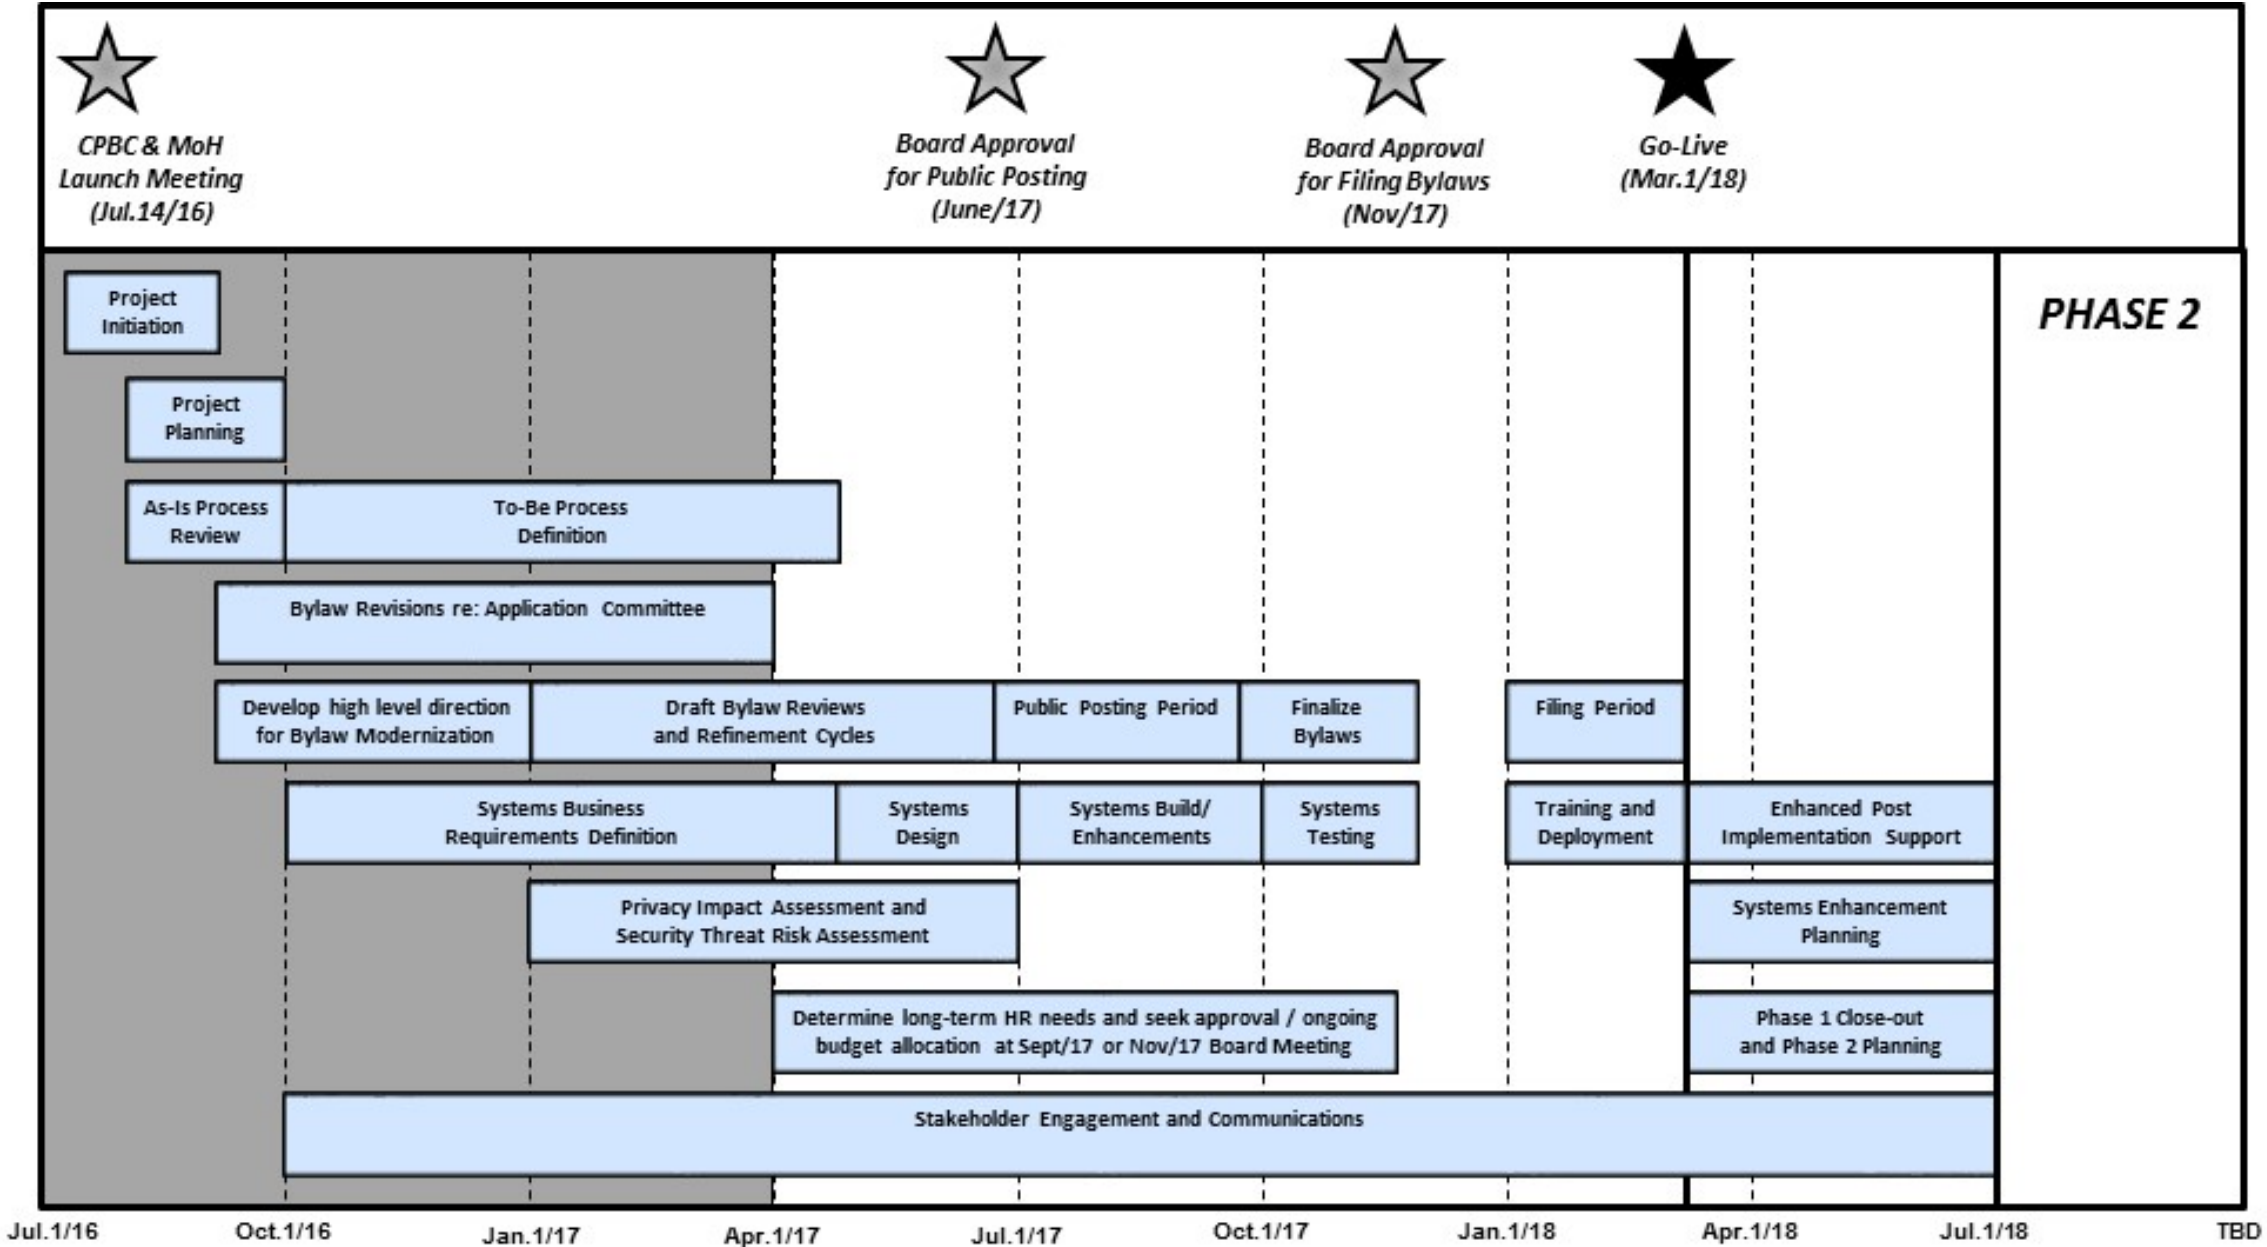 CPBC & MoH
Launch Meeting
(Jul.14/16)
Board Approval
for Public Posting
(June/17)
Board Approval
for Filing Bylaws
(Nov/17)
Go-Live
(Mar.1/18)
PHASE 2
Project
Initiation
Project
Planning
As-Is Process
Review
To-Be Process
Definition
Bylaw Revisions re: Application Committee
Develop high level direction
for Bylaw Modernization
Draft Bylaw Reviews
and Refinement Cycles
Public Posting Period
Finalize
Bylaws
Filing Period
Systems Business
Requirements Definition
Systems
Design
Systems Build/
Enhancements
Systems
Testing
Training and
Deployment
Enhanced Post
Implementation Support
Privacy Impact Assessment and
Security Threat Risk Assessment
Systems Enhancement
Planning
Determine long-term HR needs and seek approval / ongoing
budget allocation at Sept/17 or Nov/17 Board Meeting
Phase 1 Close-out
and Phase 2 Planning
Stakeholder Engagement and Communications
Jul.1/16
Oct.1/16
Jan.1/17
Apr.1/17
Jul.1/17
Oct.1/17
Jan.1/18
Apr.1/18
Jul.1/18
TBD